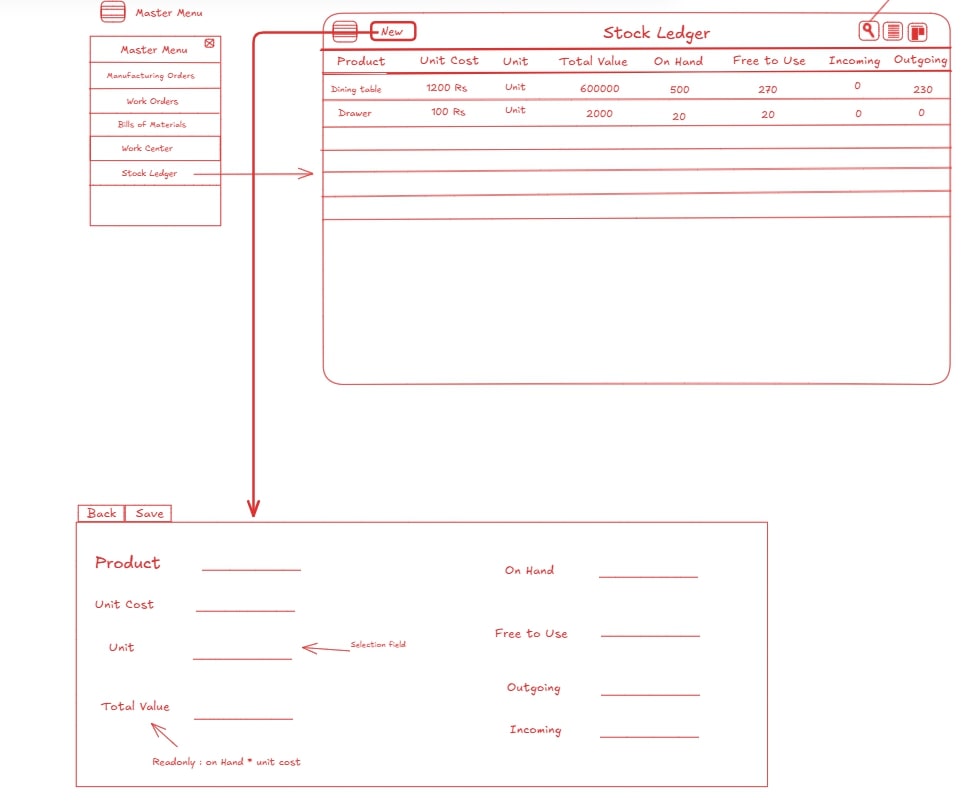 Master Menu
Master Menu
Manufacturing Orders
Work Orders
Bills of Materials
Work Center
Stock Ledger
New
Stock Ledger
Product Unit Cost Unit Total Value On Hand Free to Use Incoming Outgoing
Dining table 1200 Rs Unit 600000 500 270 0 230
Drawer 100 Rs Unit 2000 20 20 0 0
Back Save
Product
Unit Cost
Unit
Selection field
Total Value
Readonly : on Hand * unit cost
On Hand
Free to Use
Outgoing
Incoming